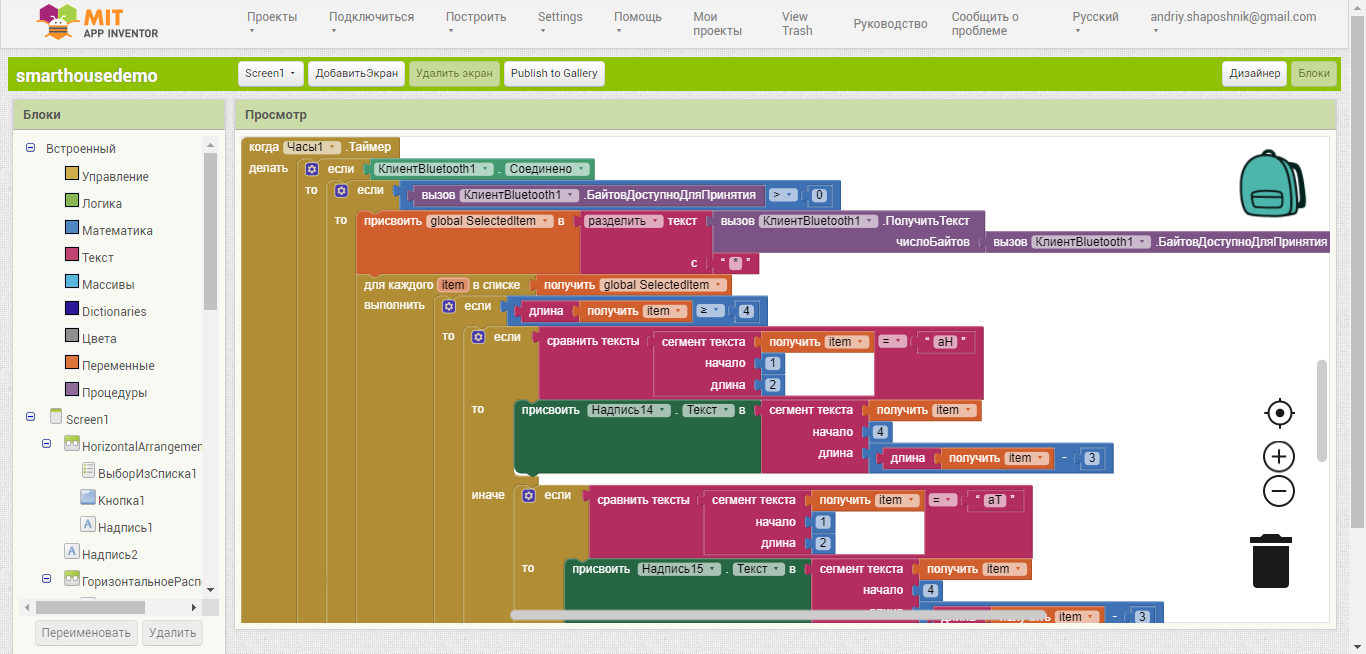 MIT
APP INVENTOR
Проекты
Подключиться
Построить
Settings
Помощь
Мои проекты
View Trash
Руководство
Сообщить о проблеме
Русский
andriy.shaposhnik@gmail.com
smarthousedemo
Screen1
ДобавитьЭкран
Удалить экран
Publish to Gallery
Дизайнер
Блоки
Блоки
Встроенный
Управление
Логика
Математика
Текст
Массивы
Dictionaries
Цвета
Переменные
Процедуры
Screen1
HorizontalArrangemen
ВыборИзСписка1
Кнопка1
A Надпись1
A Надпись2
ГоризонтальноеРасп
Переименовать
Удалить
Просмотр
когда Часы1 .Таймер
делать если КлиентBluetooth1 . Соединено
то если вызов КлиентBluetooth1 .БайтовДоступноДляПринятия > 0
то присвоить global SelectedItem в разделить текст вызов КлиентBluetooth1 .ПолучитьТекст
числоБайтов вызов КлиентBluetooth1 .БайтовДоступноДляПринятия
с “ * ”
для каждого item в списке получить global SelectedItem
выполнить если длина получить item ≥ 4
то если сравнить тексты сегмент текста получить item = “ aH ”
начало 1
длина 2
то присвоить Надпись14 . Текст в сегмент текста получить item
начало 4
длина длина получить item - 3
иначе если сравнить тексты сегмент текста получить item = “ aT ”
начало 1
длина 2
то присвоить Надпись15 . Текст в сегмент текста получить item
начало 4
item - 3